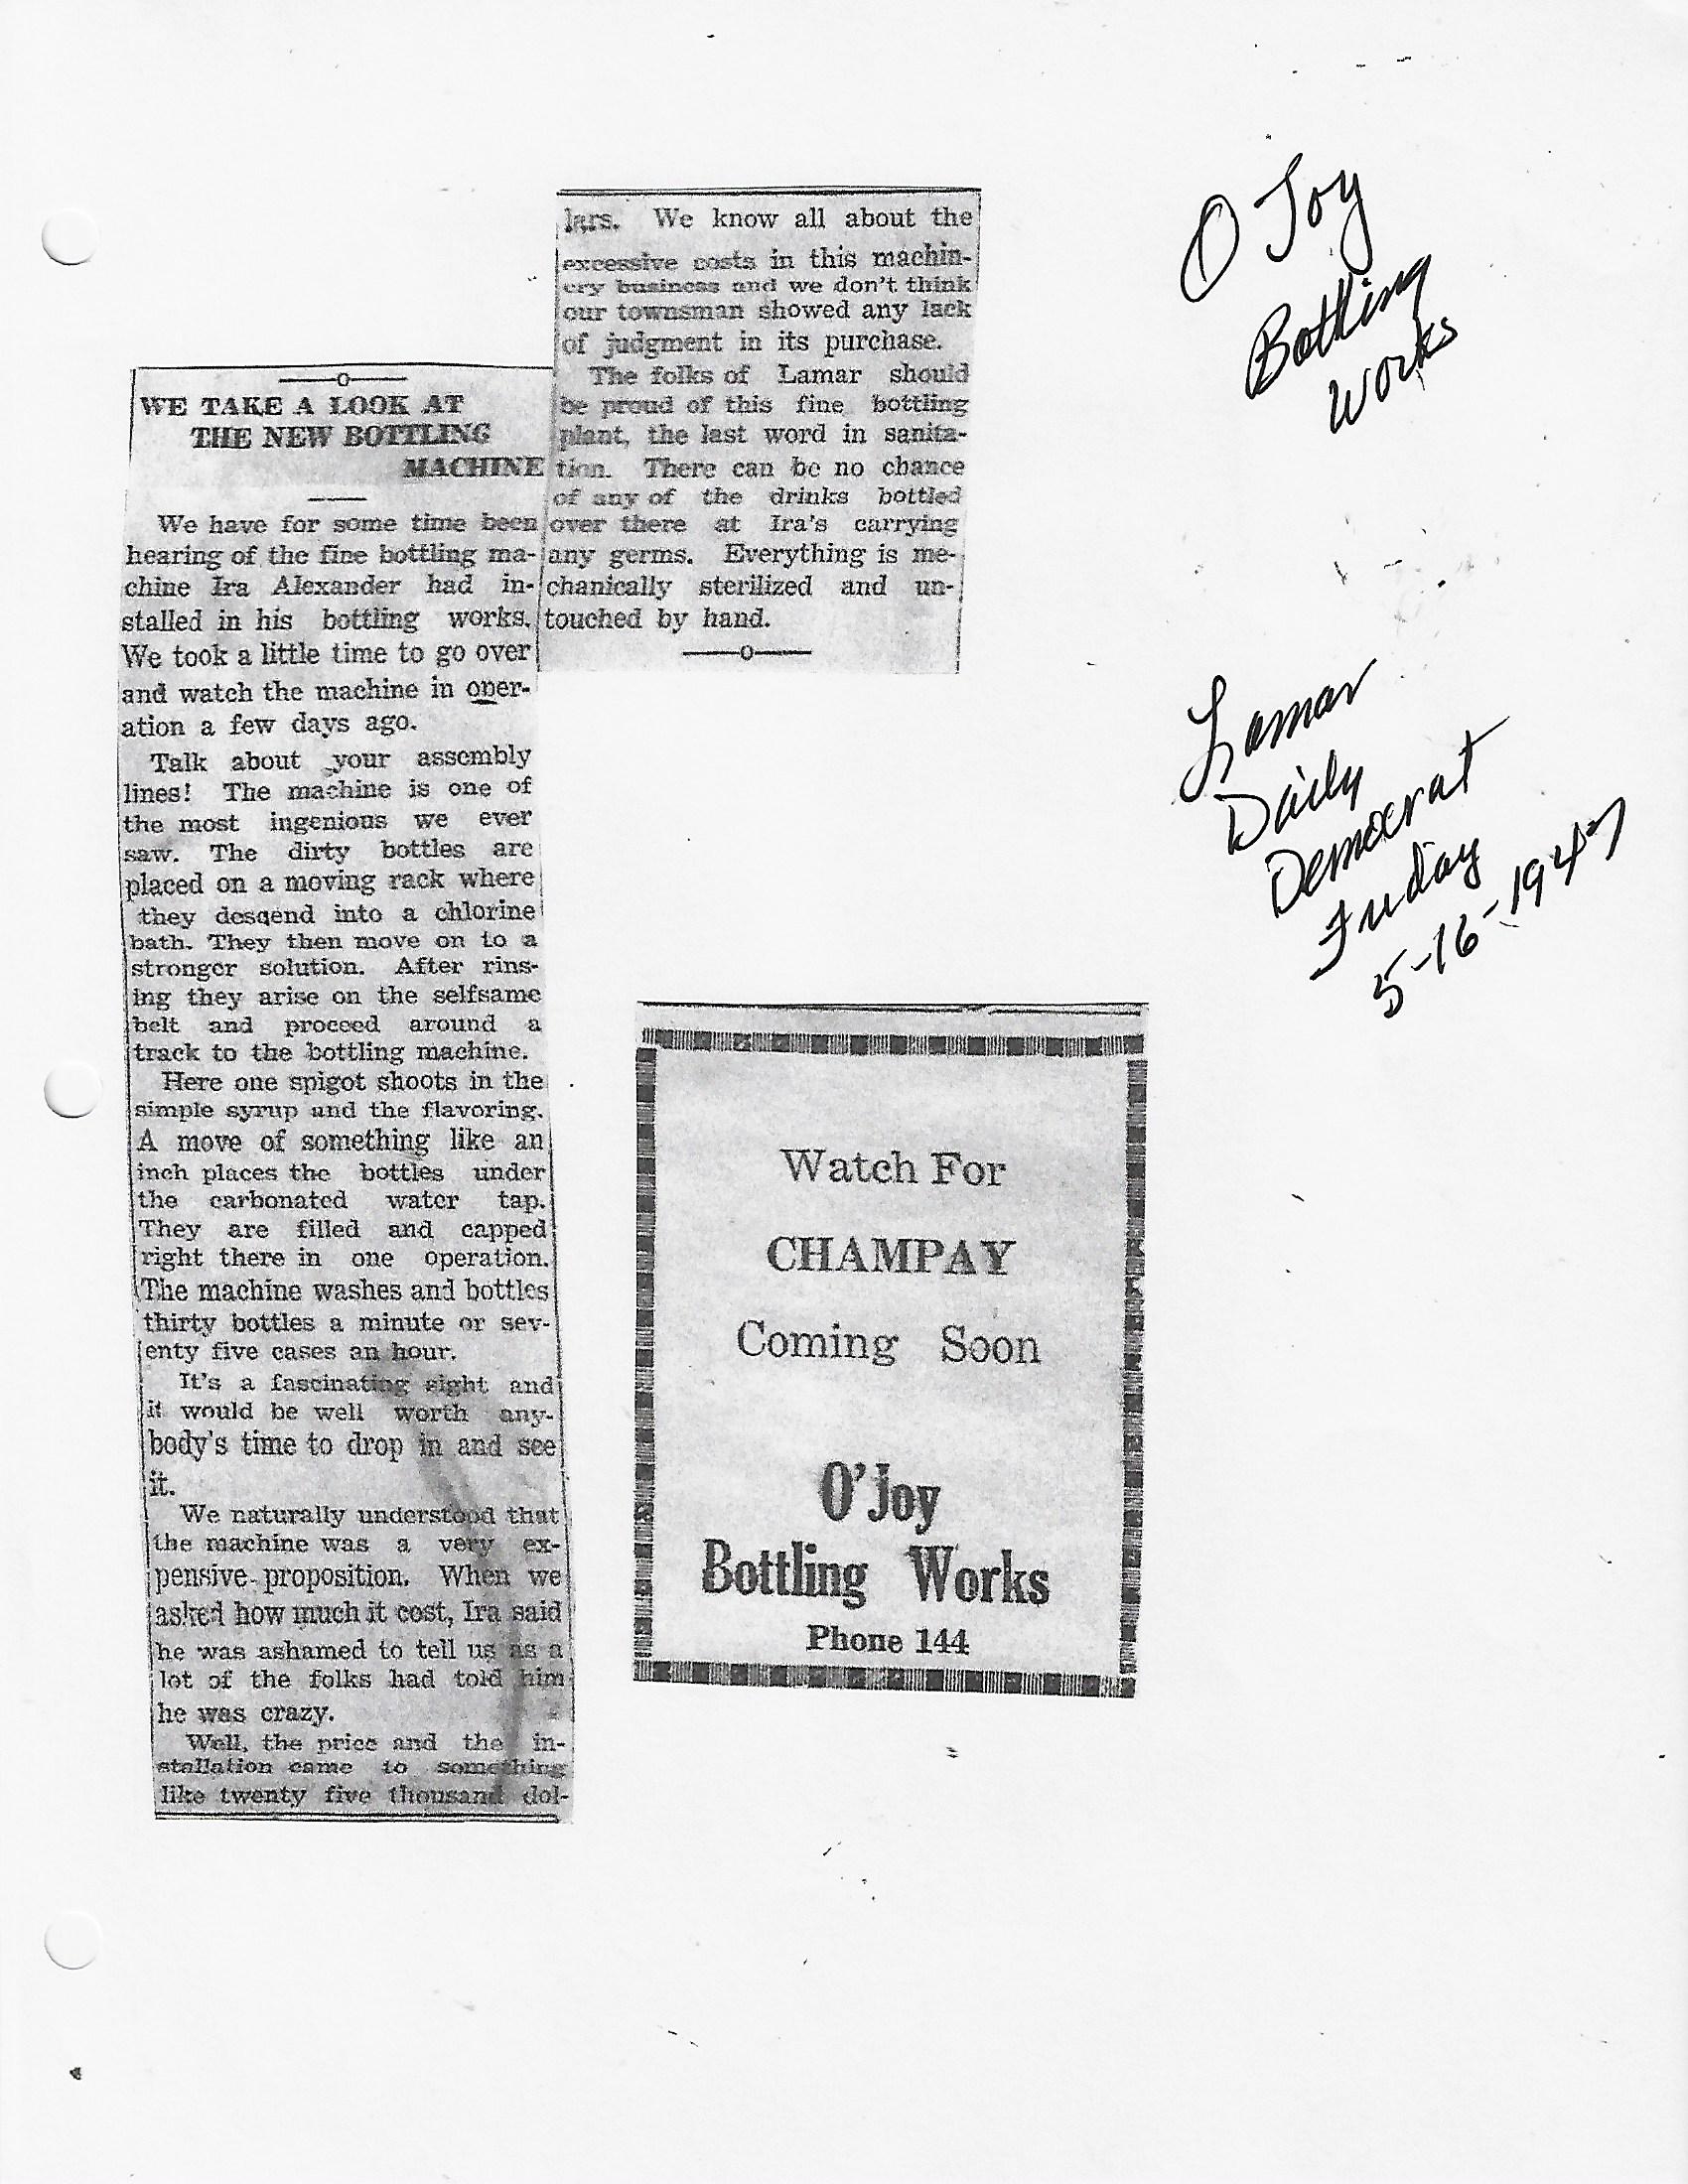 WE TAKE A LOOK AT
THE NEW BOTTLING
MACHINE
We have for some time been
hearing of the fine bottling ma-
chine Ira Alexander had in-
stalled in his bottling works.
We took a little time to go over
and watch the machine in oper-
ation a few days ago.
Talk about your assembly
lines! The machine is one of
the most ingenious we ever
saw. The dirty bottles are
placed on a moving rack where
they descend into a chlorine
bath. They then move on to a
stronger solution. After rins-
ing they arise on the selfsame
belt and proceed around a
track to the bottling machine.
Here one spigot shoots in the
simple syrup and the flavoring.
A move of something like an
inch places the bottles under
the carbonated water tap.
They are filled and capped
right there in one operation.
The machine washes and bottles
thirty bottles a minute or sev-
enty five cases an hour.
It's a fascinating sight and
it would be well worth any-
body's time to drop in and see
it.
We naturally understood that
the machine was a very ex-
pensive proposition. When we
asked how much it cost, Ira said
he was ashamed to tell us as a
lot of the folks had told him
he was crazy.
Well, the price and the in-
stallation came to something
like twenty five thousand dol-
lars. We know all about the
excessive costs in this machin-
ery business and we don't think
our townsman showed any lack
of judgment in its purchase.
The folks of Lamar should
be proud of this fine bottling
plant, the last word in sanita-
tion. There can be no chance
of any of the drinks bottled
over there at Ira's carrying
any germs. Everything is me-
chanically sterilized and un-
touched by hand.
O Joy
Bottling
Works
Lamar
Daily
Democrat
Friday
5-16-1947
Watch For
CHAMPAY
Coming Soon
O'Joy
Bottling Works
Phone 144